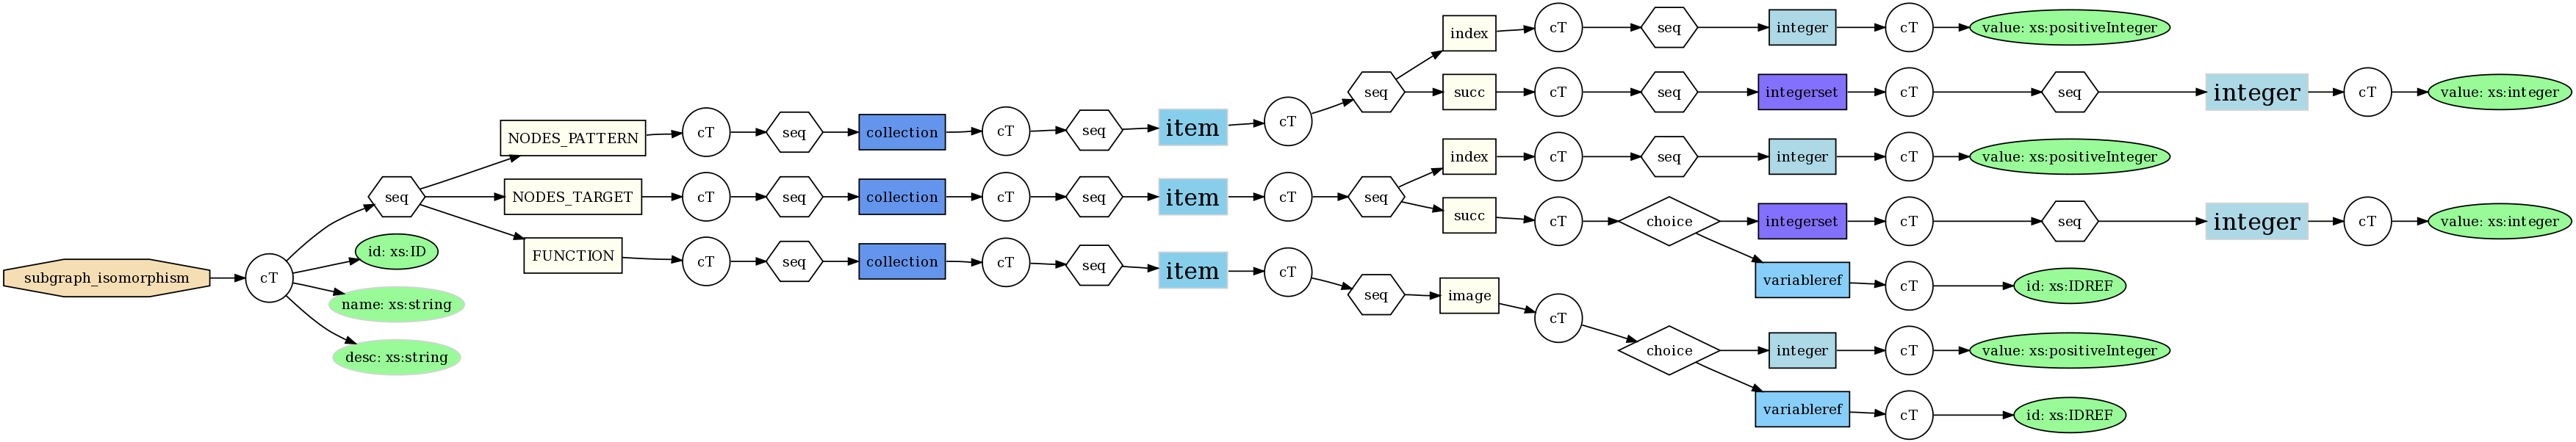 subgraph_isomorphism
cT
seq
id: xs:ID
name: xs:string
desc: xs:string
NODES_PATTERN
cT
seq
collection
cT
seq
item
cT
seq
index
cT
seq
integer
cT
value: xs:positiveInteger
succ
cT
seq
integerset
cT
seq
integer
cT
value: xs:integer
NODES_TARGET
cT
seq
collection
cT
seq
item
cT
seq
index
cT
seq
integer
cT
value: xs:positiveInteger
succ
cT
choice
integerset
cT
seq
integer
cT
value: xs:integer
variableref
cT
id: xs:IDREF
FUNCTION
cT
seq
collection
cT
seq
item
cT
seq
image
cT
choice
integer
cT
value: xs:positiveInteger
variableref
cT
id: xs:IDREF